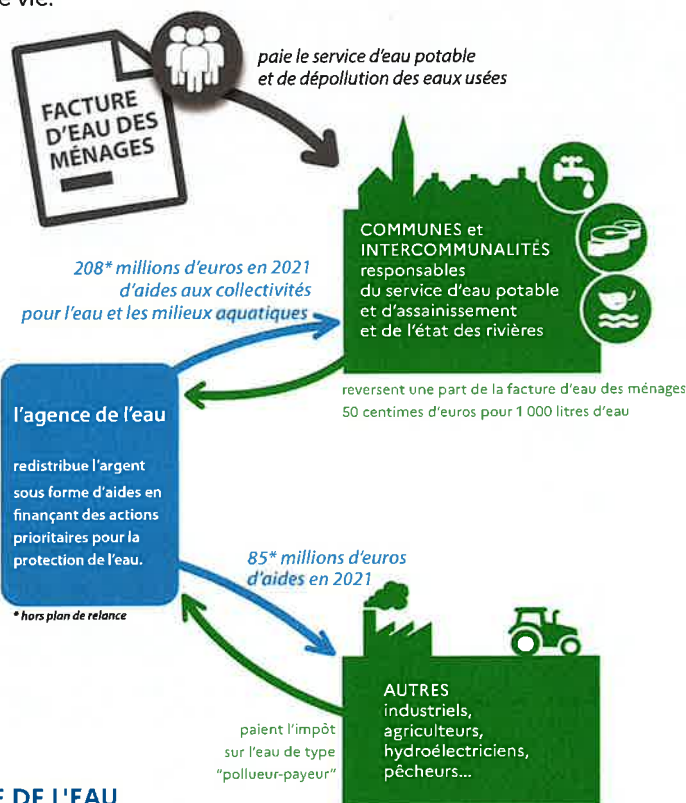 e vie.
FACTURE
D'EAU DES
MÉNAGES
paie le service d'eau potable
et de dépollution des eaux usées
COMMUNES et
INTERCOMMUNALITÉS
responsables
du service d'eau potable
et d'assainissement
et de l'état des rivières
208* millions d'euros en 2021
d'aides aux collectivités
pour l'eau et les milieux aquatiques
reversent une part de la facture d'eau des ménages
50 centimes d'euros pour 1 000 litres d'eau
l'agence de l'eau
redistribue l'argent
sous forme d'aides en
finançant des actions
prioritaires pour la
protection de l'eau.
* hors plan de relance
85* millions d'euros
d'aides en 2021
AUTRES
industriels,
agriculteurs,
hydroélectriciens,
pêcheurs...
paient l'impôt
sur l'eau de type
"pollueur-payeur"
E DE L'EAU